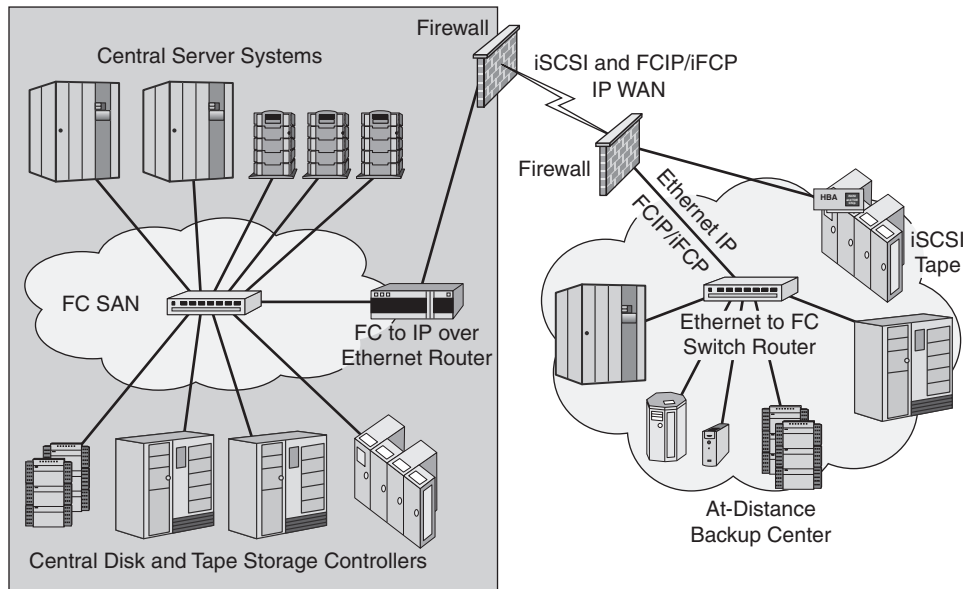 Firewall
Central Server Systems
iSCSI and FCIP/iFCP
IP WAN
Firewall
Ethernet IP
FCIP/iFCP
HBA
iSCSI
Tape
FC SAN
FC to IP over
Ethernet Router
Ethernet to FC
Switch Router
At-Distance
Backup Center
Central Disk and Tape Storage Controllers